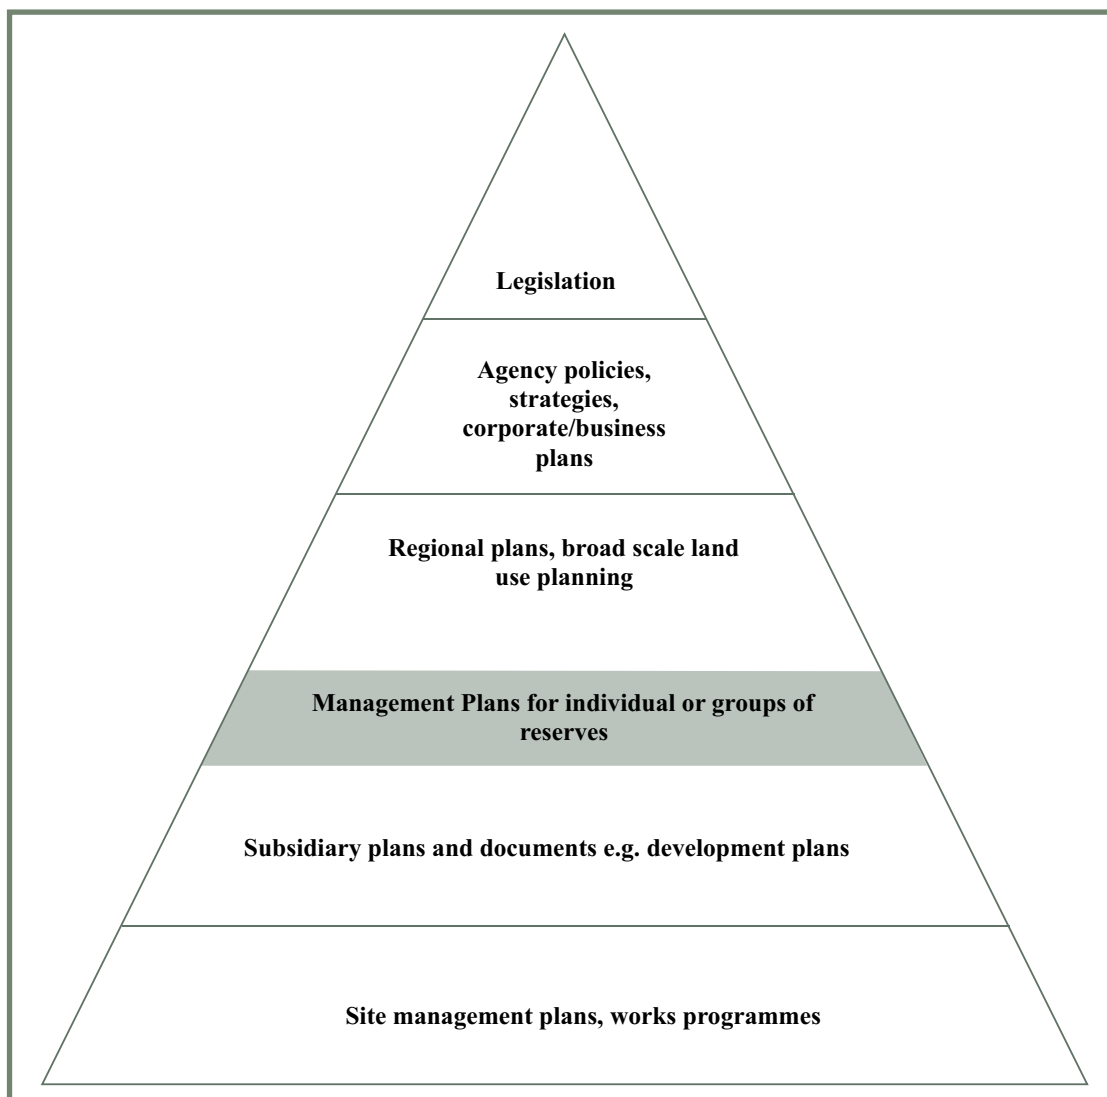 Legislation
Agency policies,
strategies,
corporate/business
plans
Regional plans, broad scale land
use planning
Management Plans for individual or groups of
reserves
Subsidiary plans and documents e.g. development plans
Site management plans, works programmes